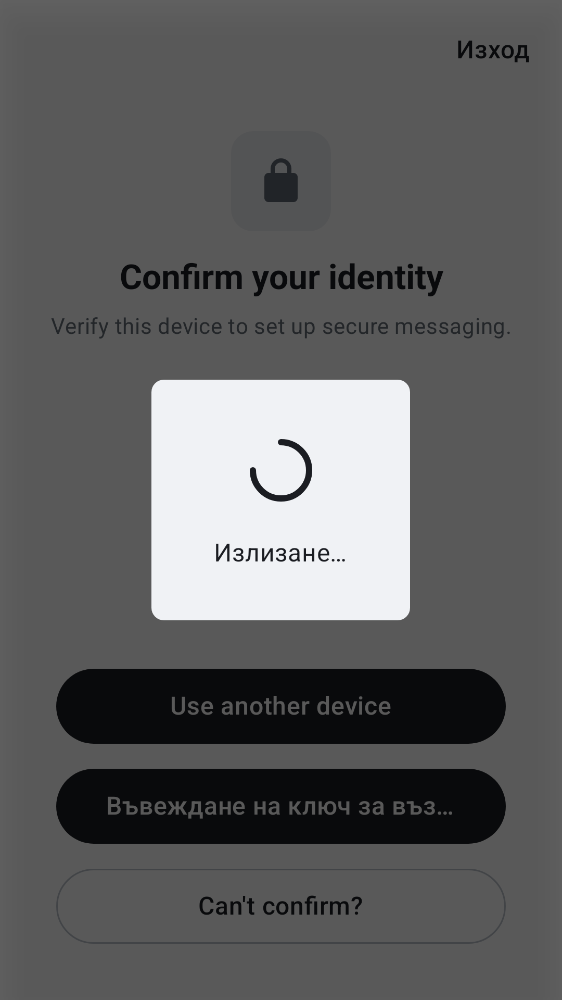 Изход
Confirm your identity
Verify this device to set up secure messaging.
Излизане…
Use another device
Въвеждане на ключ за въз…
Can't confirm?